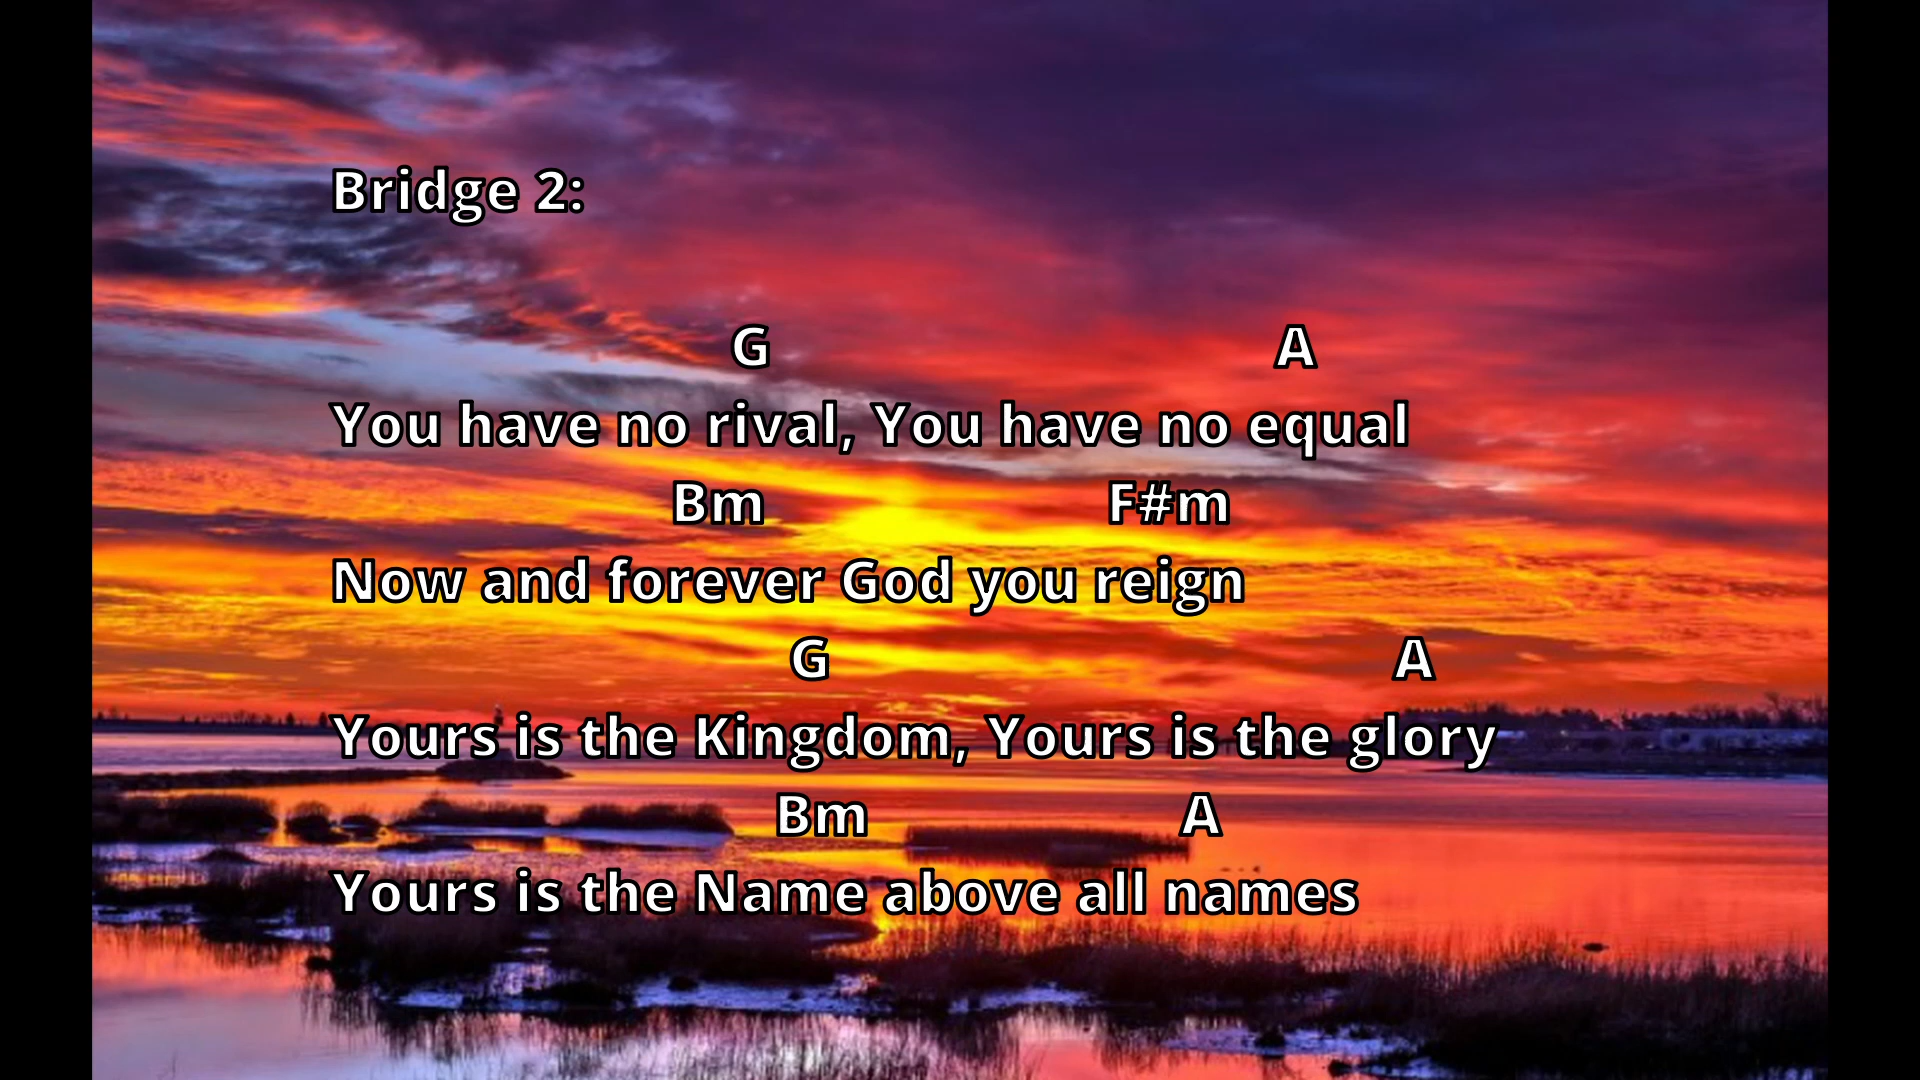 Bridge 2:
G A
You have no rival, You have no equal
Bm F#m
Now and forever God you reign
G A
Yours is the Kingdom, Yours is the glory
Bm A
Yours is the Name above all names